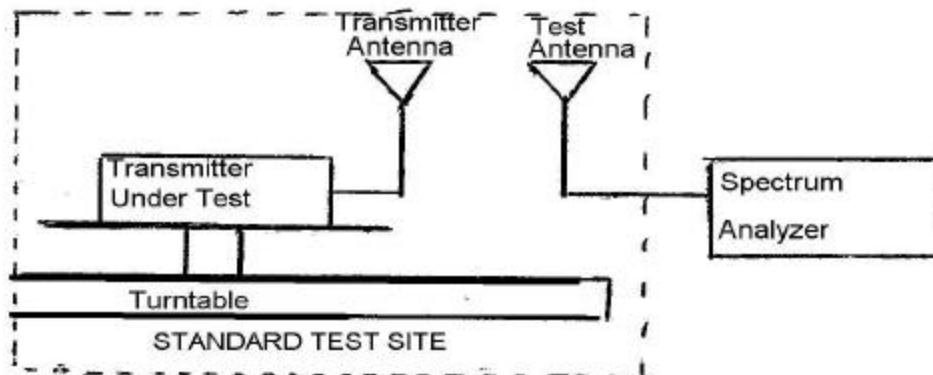 Transmitter
Antenna
Test
Antenna
Transmitter
Under Test
Spectrum
Analyzer
Turntable
STANDARD TEST SITE